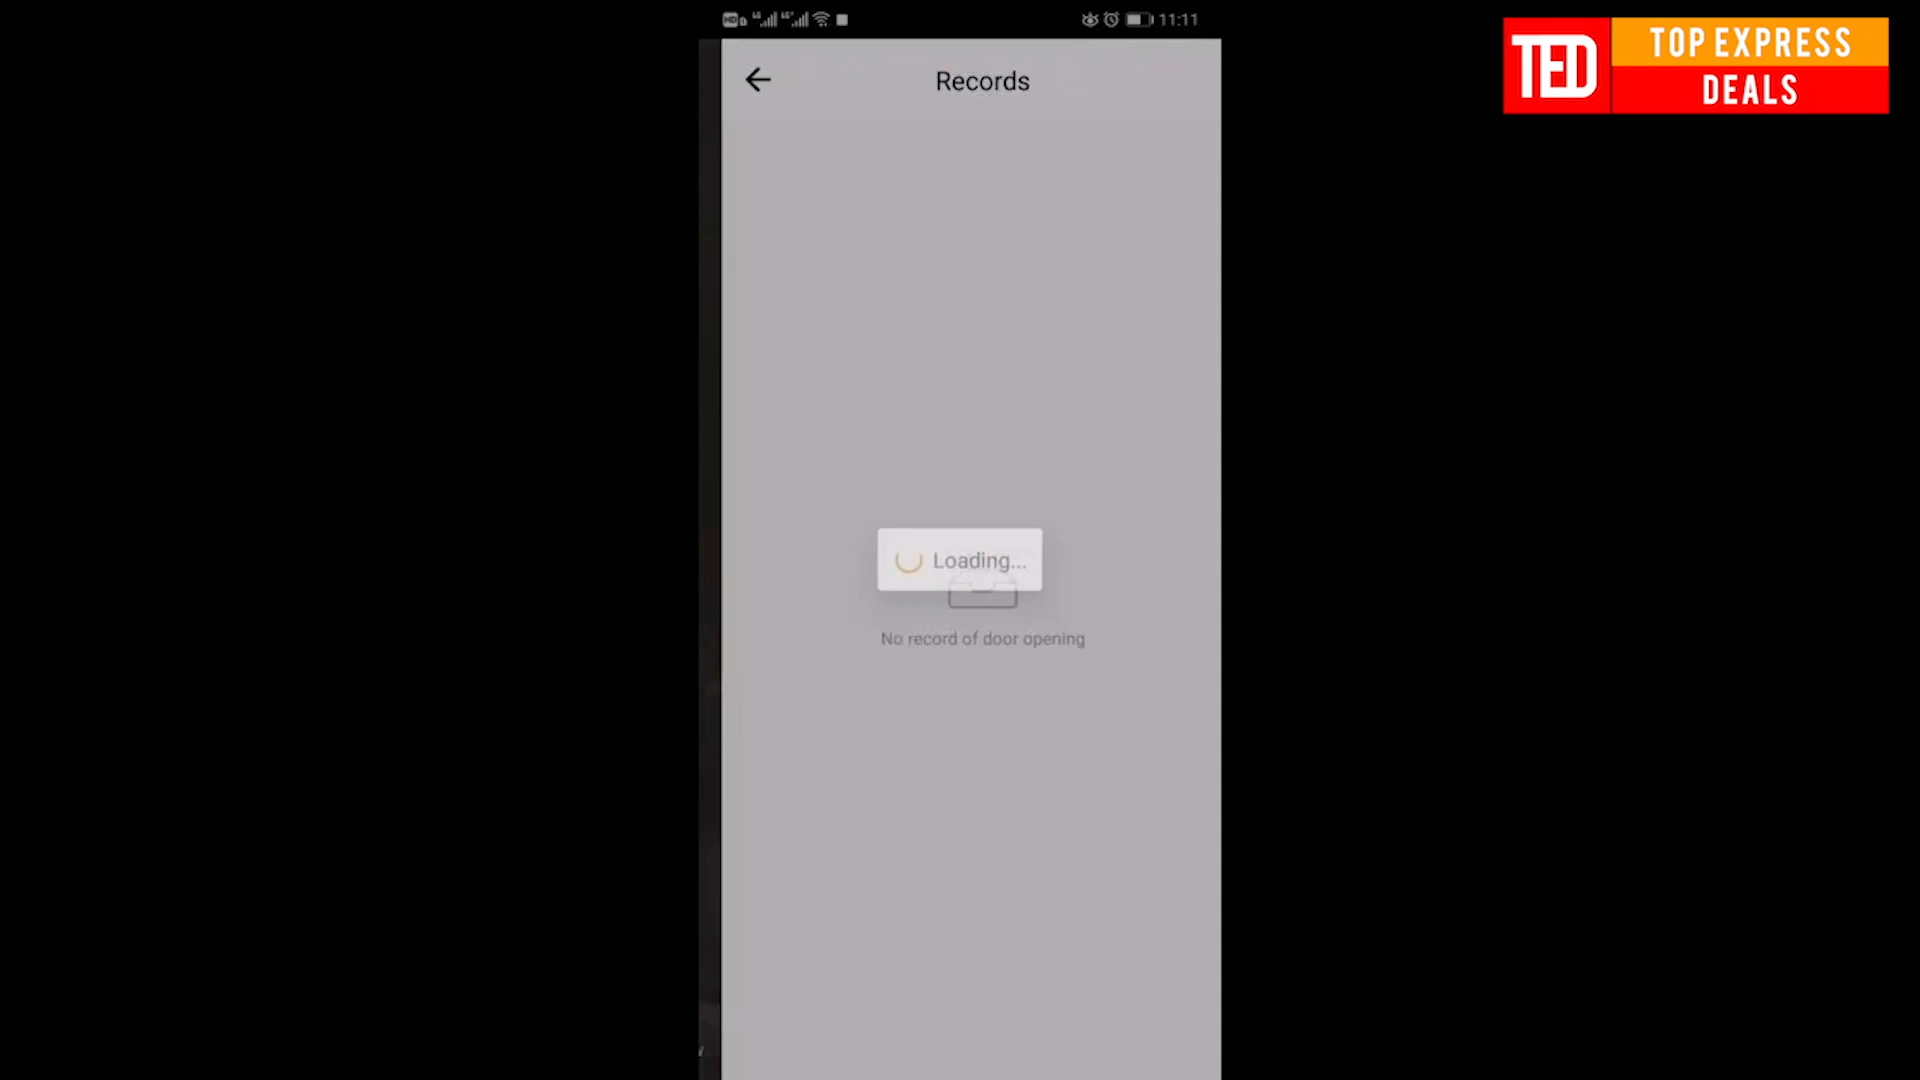 11:11
Records
TED TOP EXPRESS
DEALS
Loading...
No record of door opening